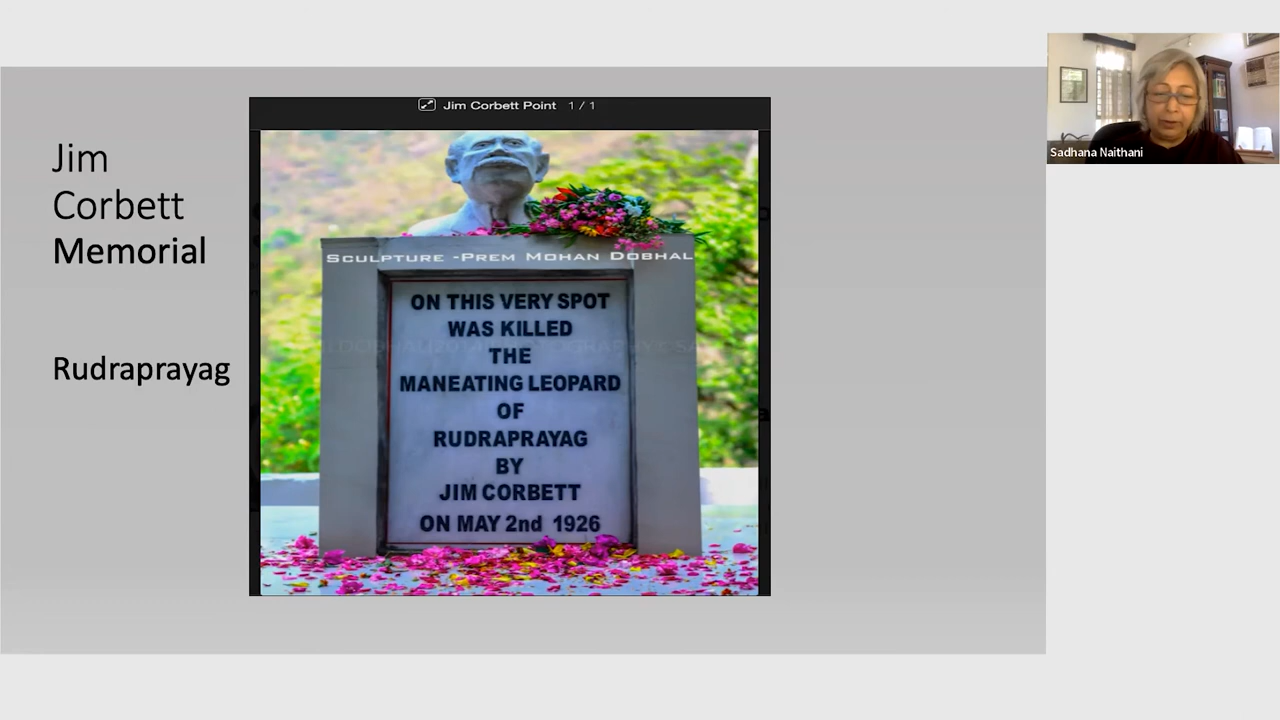 Jim
Corbett
Memorial
Rudraprayag
Jim Corbett Point 1 / 1
SCULPTURE -PREM MOHAN DOBHAL
ON THIS VERY SPOT
WAS KILLED
THE
MANEATING LEOPARD
OF
RUDRAPRAYAG
BY
JIM CORBETT
ON MAY 2nd 1926
Sadhana Naithani